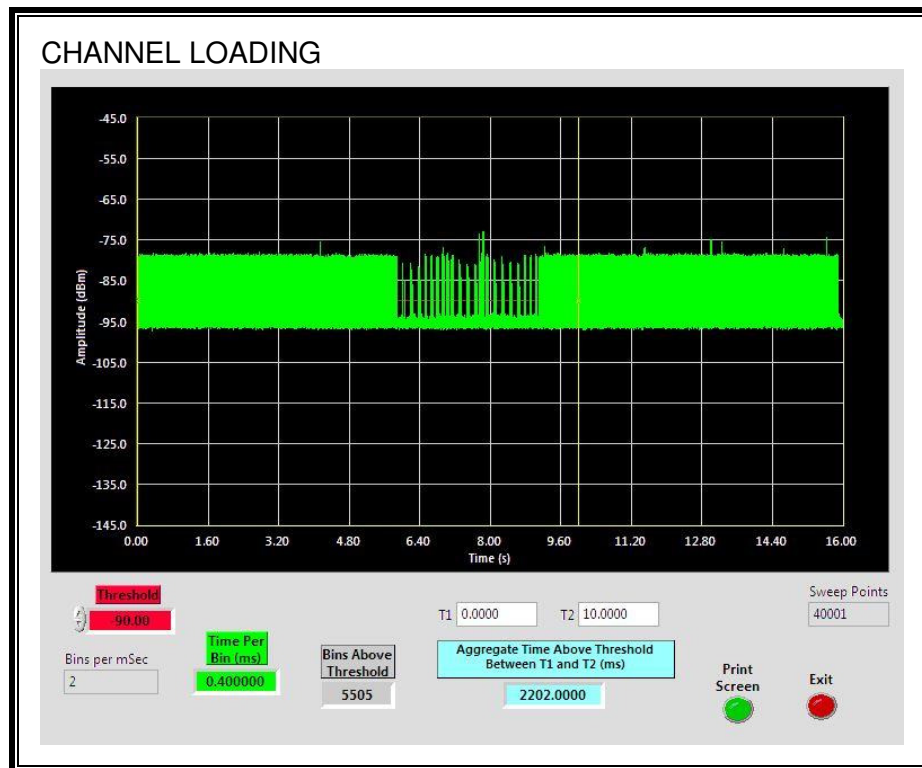 CHANNEL LOADING
-45.0
-55.0
-65.0
-75.0
-85.0
-95.0
-105.0
-115.0
-125.0
-135.0
-145.0
Amplitude (dBm)
0.00 1.60 3.20 4.80 6.40 8.00 9.60 11.20 12.80 14.40 16.00
Time (s)
Threshold
-90.00
Bins per mSec
2
Time Per
Bin (ms)
0.400000
Bins Above
Threshold
5505
T1 0.0000 T2 10.0000
Aggregate Time Above Threshold
Between T1 and T2 (ms)
2202.0000
Sweep Points
40001
Print
Screen
Exit